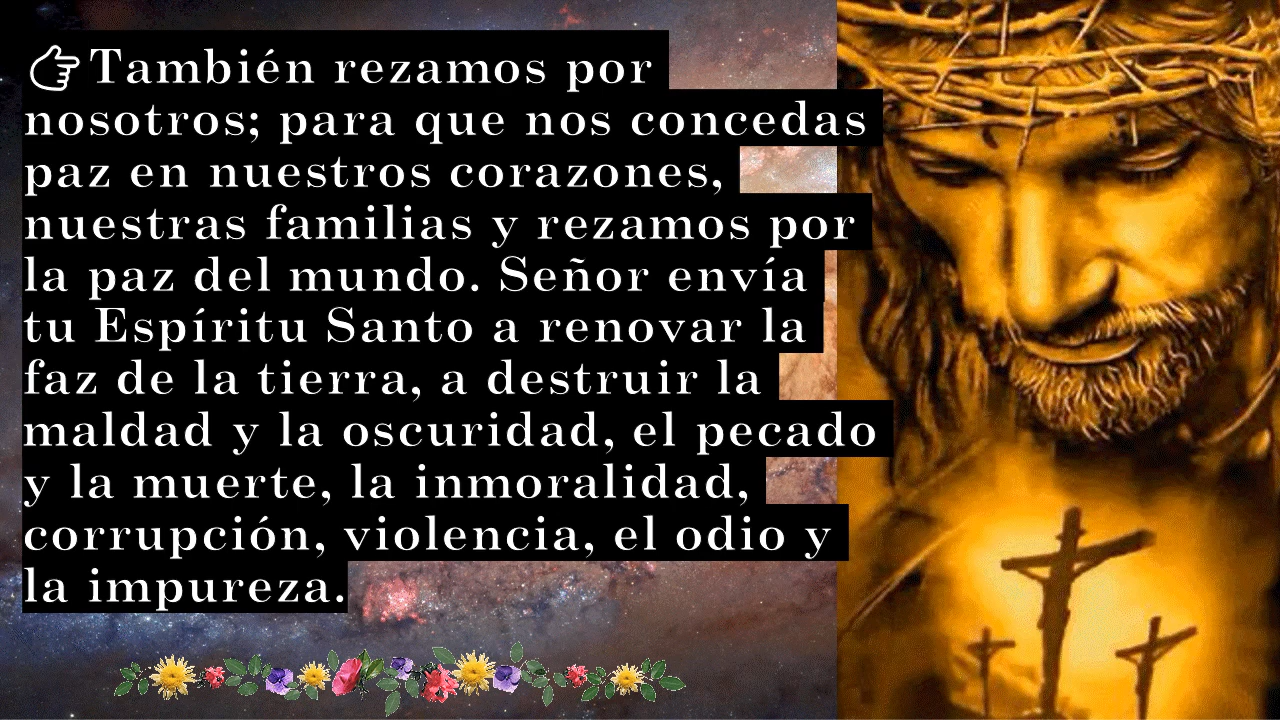 👉También rezamos por
nosotros; para que nos concedas
paz en nuestros corazones,
nuestras familias y rezamos por
la paz del mundo. Señor envía
tu Espíritu Santo a renovar la
faz de la tierra, a destruir la
maldad y la oscuridad, el pecado
y la muerte, la inmoralidad,
corrupción, violencia, el odio y
la impureza.